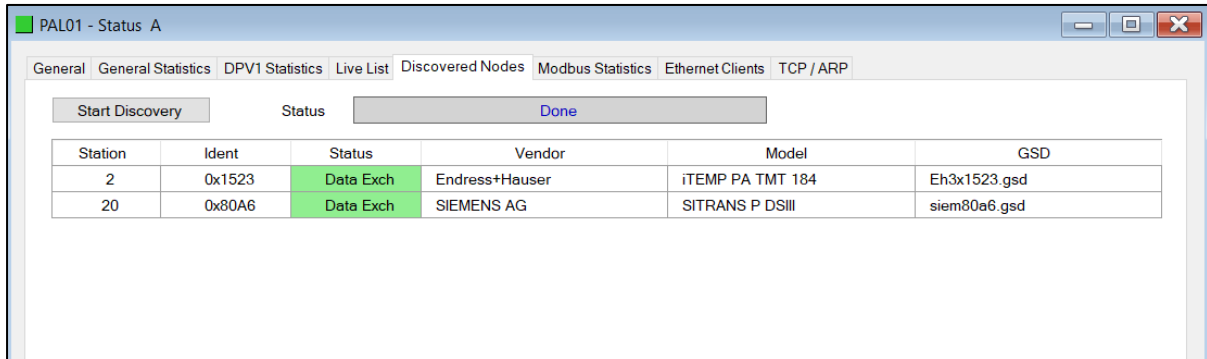 PAL01 - Status A
General General Statistics DPV1 Statistics Live List Discovered Nodes Modbus Statistics Ethernet Clients TCP / ARP
Start Discovery Status Done
Station Ident Status Vendor Model GSD
2 0x1523 Data Exch Endress+Hauser iTEMP PA TMT 184 Eh3x1523.gsd
20 0x80A6 Data Exch SIEMENS AG SITRANS P DSIII siem80a6.gsd